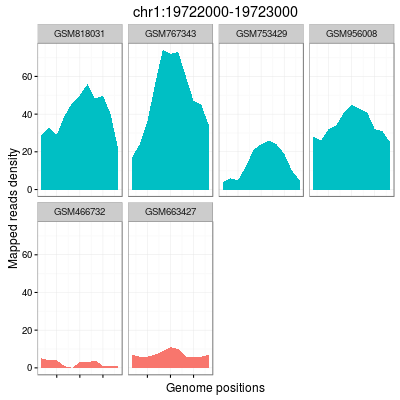 chr1:19722000-19723000
GSM818031 GSM767343 GSM753429 GSM956008
60
40
20
0
GSM466732 GSM663427
60
40
20
0
Mapped reads density
Genome positions